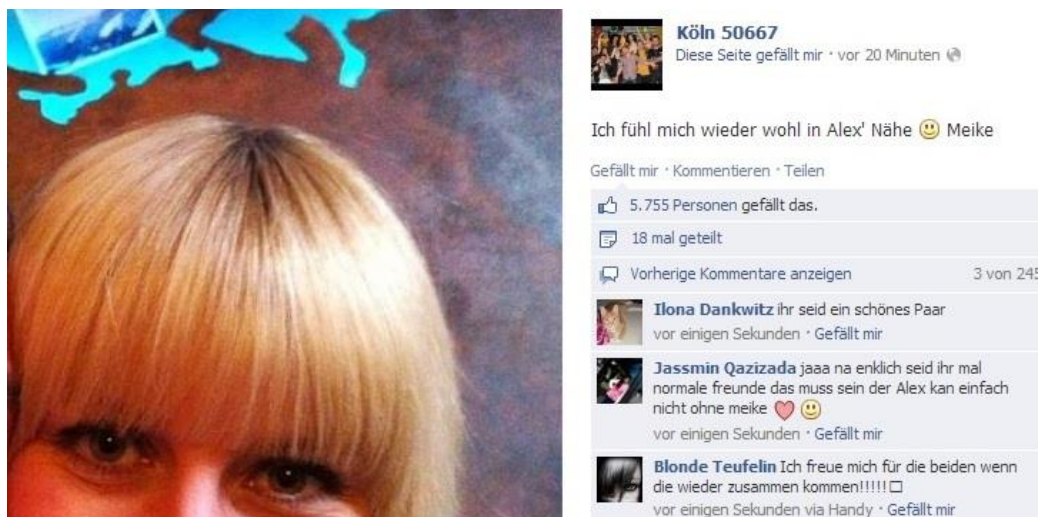 Köln 50667
Diese Seite gefällt mir · vor 20 Minuten
Ich fühl mich wieder wohl in Alex' Nähe Meike
Gefällt mir · Kommentieren · Teilen
5.755 Personen gefällt das.
18 mal geteilt
Vorherige Kommentare anzeigen 3 von 245
Ilona Dankwitz ihr seid ein schönes Paar
vor einigen Sekunden · Gefällt mir
Jassmin Qazizada jaaa na enklich seid ihr mal
normale freunde das muss sein der Alex kan einfach
nicht ohne meike
vor einigen Sekunden · Gefällt mir
Blonde Teufelin Ich freue mich für die beiden wenn
die wieder zusammen kommen!!!!!
vor einigen Sekunden via Handy · Gefällt mir